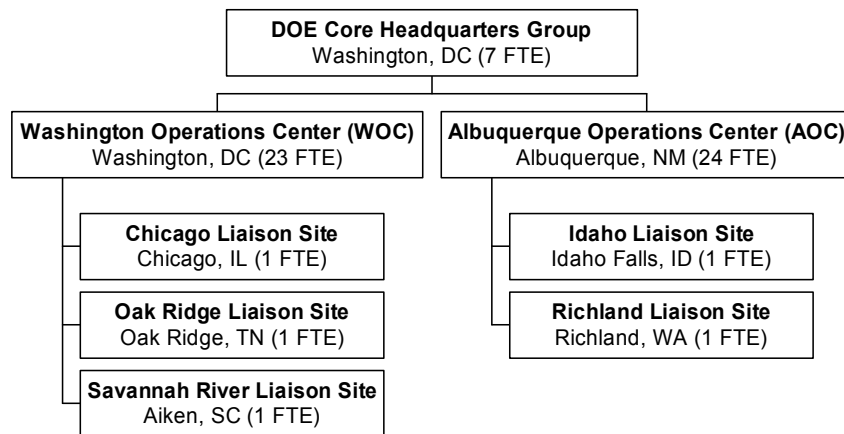 DOE Core Headquarters Group
Washington, DC (7 FTE)
Washington Operations Center (WOC)
Washington, DC (23 FTE)
Albuquerque Operations Center (AOC)
Albuquerque, NM (24 FTE)
Chicago Liaison Site
Chicago, IL (1 FTE)
Idaho Liaison Site
Idaho Falls, ID (1 FTE)
Oak Ridge Liaison Site
Oak Ridge, TN (1 FTE)
Richland Liaison Site
Richland, WA (1 FTE)
Savannah River Liaison Site
Aiken, SC (1 FTE)